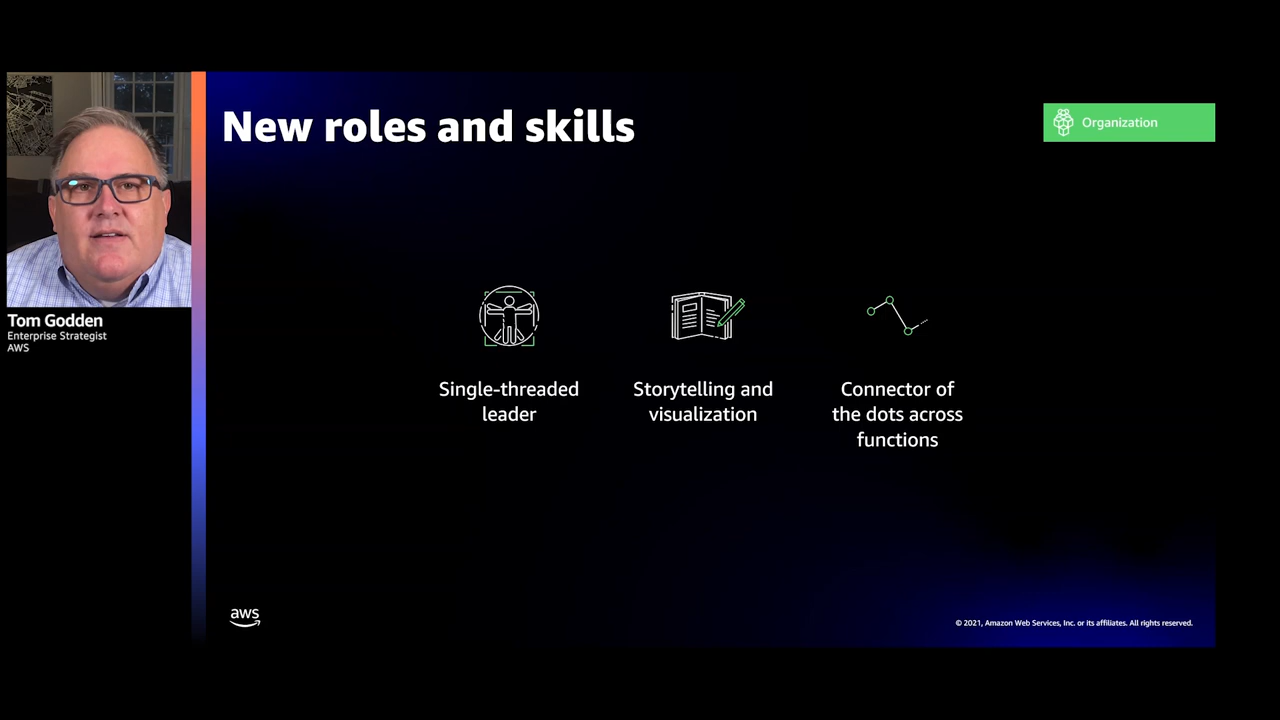 New roles and skills
Organization
Tom Godden
Enterprise Strategist
AWS
Single-threaded
leader
Storytelling and
visualization
Connector of
the dots across
functions
aws
© 2021, Amazon Web Services, Inc. or its affiliates. All rights reserved.